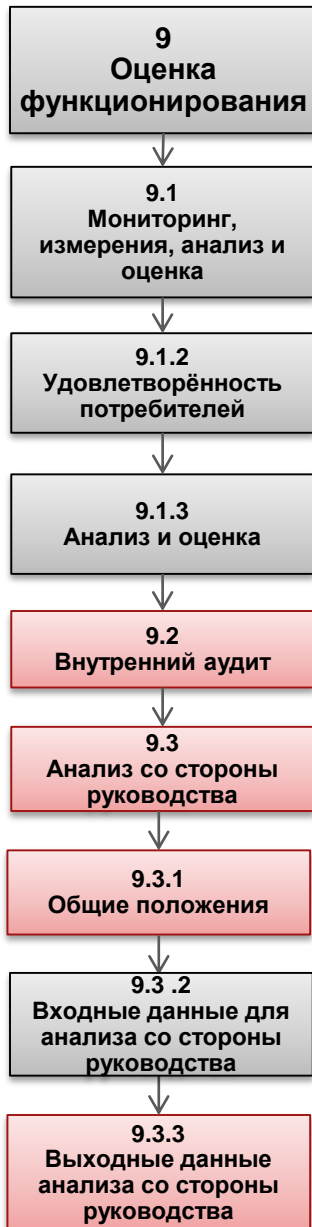 9
Оценка
функционирования
9.1
Мониторинг,
измерения, анализ и
оценка
9.1.2
Удовлетворённость
потребителей
9.1.3
Анализ и оценка
9.2
Внутренний аудит
9.3
Анализ со стороны
руководства
9.3.1
Общие положения
9.3 .2
Входные данные для
анализа со стороны
руководства
9.3.3
Выходные данные
анализа со стороны
руководства